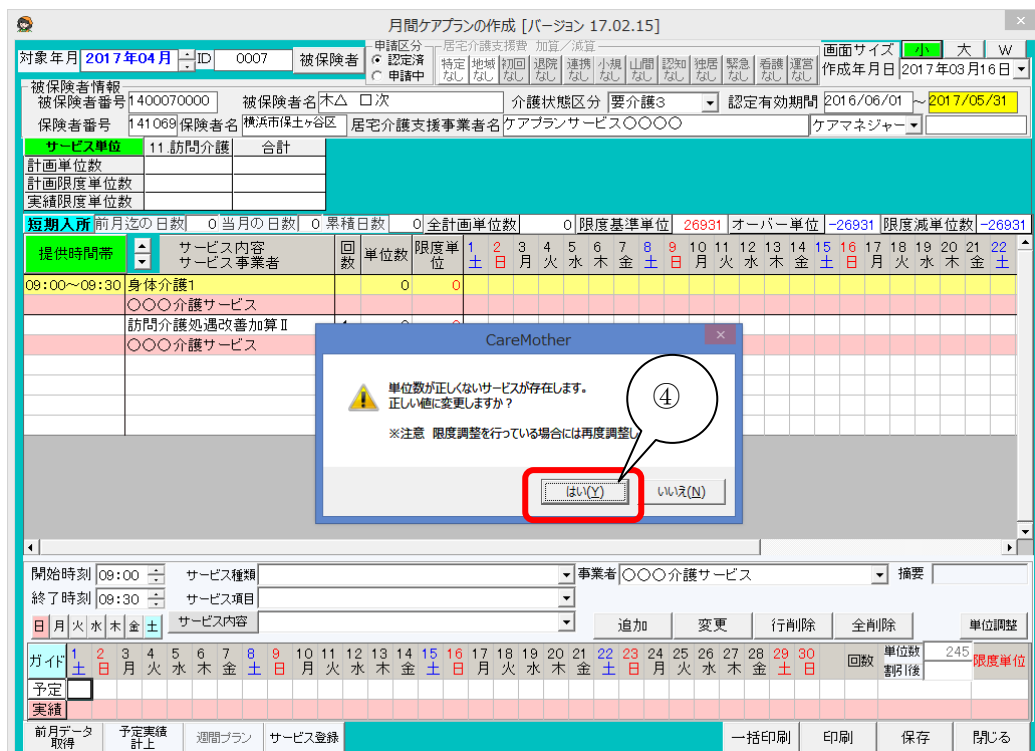 月間ケアプランの作成 [バージョン 17.02.15]
対象年月 2017年04月 ID 0007 被保険者 申請区分 認定済 申請中 居宅介護支援費 加算／減算 特定なし 地域なし 初回なし 退院なし 連携なし 小規なし 山間なし 認知なし 独居なし 緊急なし 看護なし 運営なし 画面サイズ 小 大 W
作成年月日 2017年03月16日
被保険者情報
被保険者番号 1400070000 被保険者名 木△ 口次 介護状態区分 要介護3 認定有効期間 2016/06/01 ～ 2017/05/31
保険者番号 141069 保険者名 横浜市保土ヶ谷区 居宅介護支援事業者名 ケアプランサービス〇〇〇〇 ケアマネジャー
サービス単位 11.訪問介護 合計
計画単位数
計画限度単位数
実績限度単位数
短期入所 前月迄の日数 0 当月の日数 0 累積日数 0 全計画単位数 0 限度基準単位 26931 オーバー単位 -26931 限度減単位数 -26931
提供時間帯 サービス内容 サービス事業者 回数 単位数 限度単位 1 2 3 4 5 6 7 8 9 10 11 12 13 14 15 16 17 18 19 20 21 22
土 日 月 火 水 木 金 土 日 月 火 水 木 金 土 日 月 火 水 木 金 土
09:00～09:30 身体介護1 0 0
〇〇〇介護サービス
訪問介護処遇改善加算Ⅱ
〇〇〇介護サービス
CareMother
単位数が正しくないサービスが存在します。
正しい値に変更しますか？
※注意 限度調整を行っている場合には再度調整し
④
はい(Y) いいえ(N)
開始時刻 09:00 サービス種類 事業者 〇〇〇介護サービス 摘要
終了時刻 09:30 サービス項目
日 月 火 水 木 金 土 サービス内容 追加 変更 行削除 全削除 単位調整
ガイド 1 2 3 4 5 6 7 8 9 10 11 12 13 14 15 16 17 18 19 20 21 22 23 24 25 26 27 28 29 30 回数 単位数 245 限度単位
土 日 月 火 水 木 金 土 日 月 火 水 木 金 土 日 月 火 水 木 金 土 日 月 火 水 木 金 土 日 割引後
予定
実績
前月データ取得 予定実績計上 週間プラン サービス登録 一括印刷 印刷 保存 閉じる